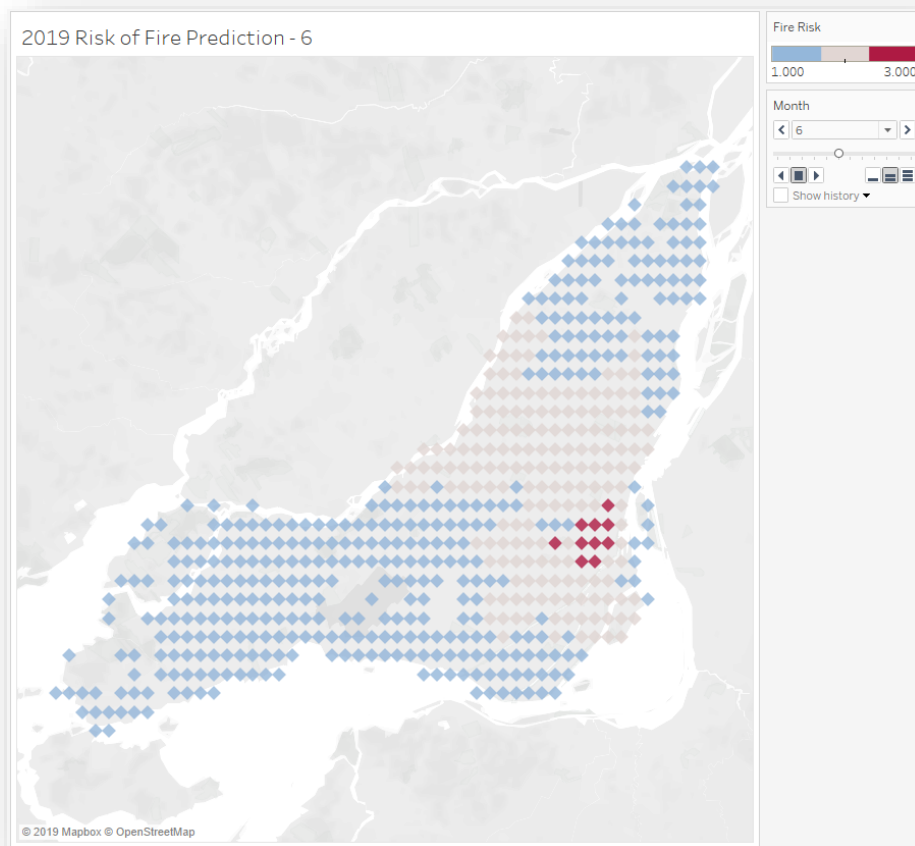 2019 Risk of Fire Prediction - 6
Fire Risk
1.000 3.000
Month
6
Show history
© 2019 Mapbox © OpenStreetMap